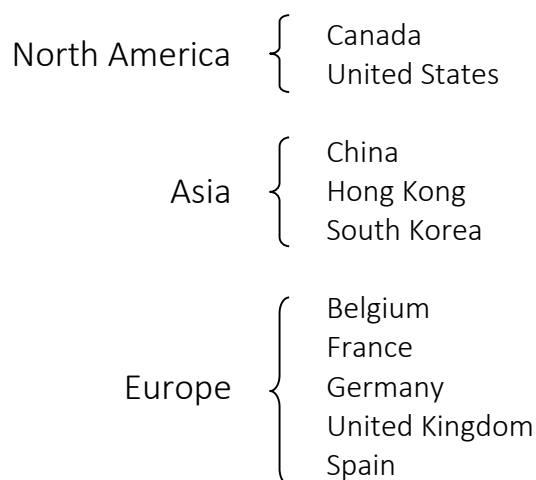 North America
Canada
United States
Asia
China
Hong Kong
South Korea
Europe
Belgium
France
Germany
United Kingdom
Spain